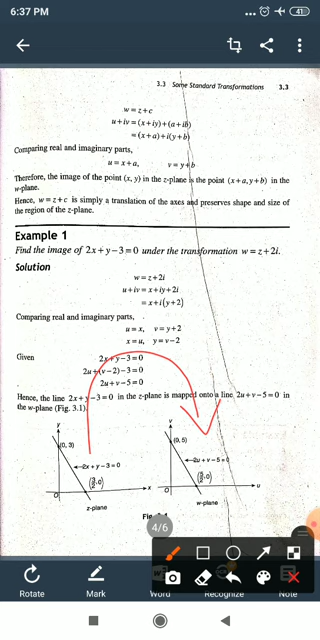 6:37 PM
41
3.3 Some Standard Transformations 3.3
w = z + c
u + iv = (x + iy) + (a + ib)
= (x + a) + i(y + b)
Comparing real and imaginary parts,
u = x + a, v = y + b
Therefore, the image of the point (x, y) in the z-plane is the point (x + a, y + b) in the
w-plane.
Hence, w = z + c is simply a translation of the axes and preserves shape and size of
the region of the z-plane.
Example 1
Find the image of 2x + y − 3 = 0 under the transformation w = z + 2i.
Solution
w = z + 2i
u + iv = x + iy + 2i
= x + i(y + 2)
Comparing real and imaginary parts,
u = x, v = y + 2
x = u, y = v − 2
Given 2x + y − 3 = 0
2u + (v − 2) − 3 = 0
2u + v − 5 = 0
Hence, the line 2x + y − 3 = 0 in the z-plane is mapped onto a line 2u + v − 5 = 0 in
the w-plane (Fig. 3.1).
y v
(0, 3) (0, 5)
2x + y − 3 = 0 2u + v − 5 = 0
O x O u
z-plane w-plane
4/6
Rotate Mark Word Recognize Note